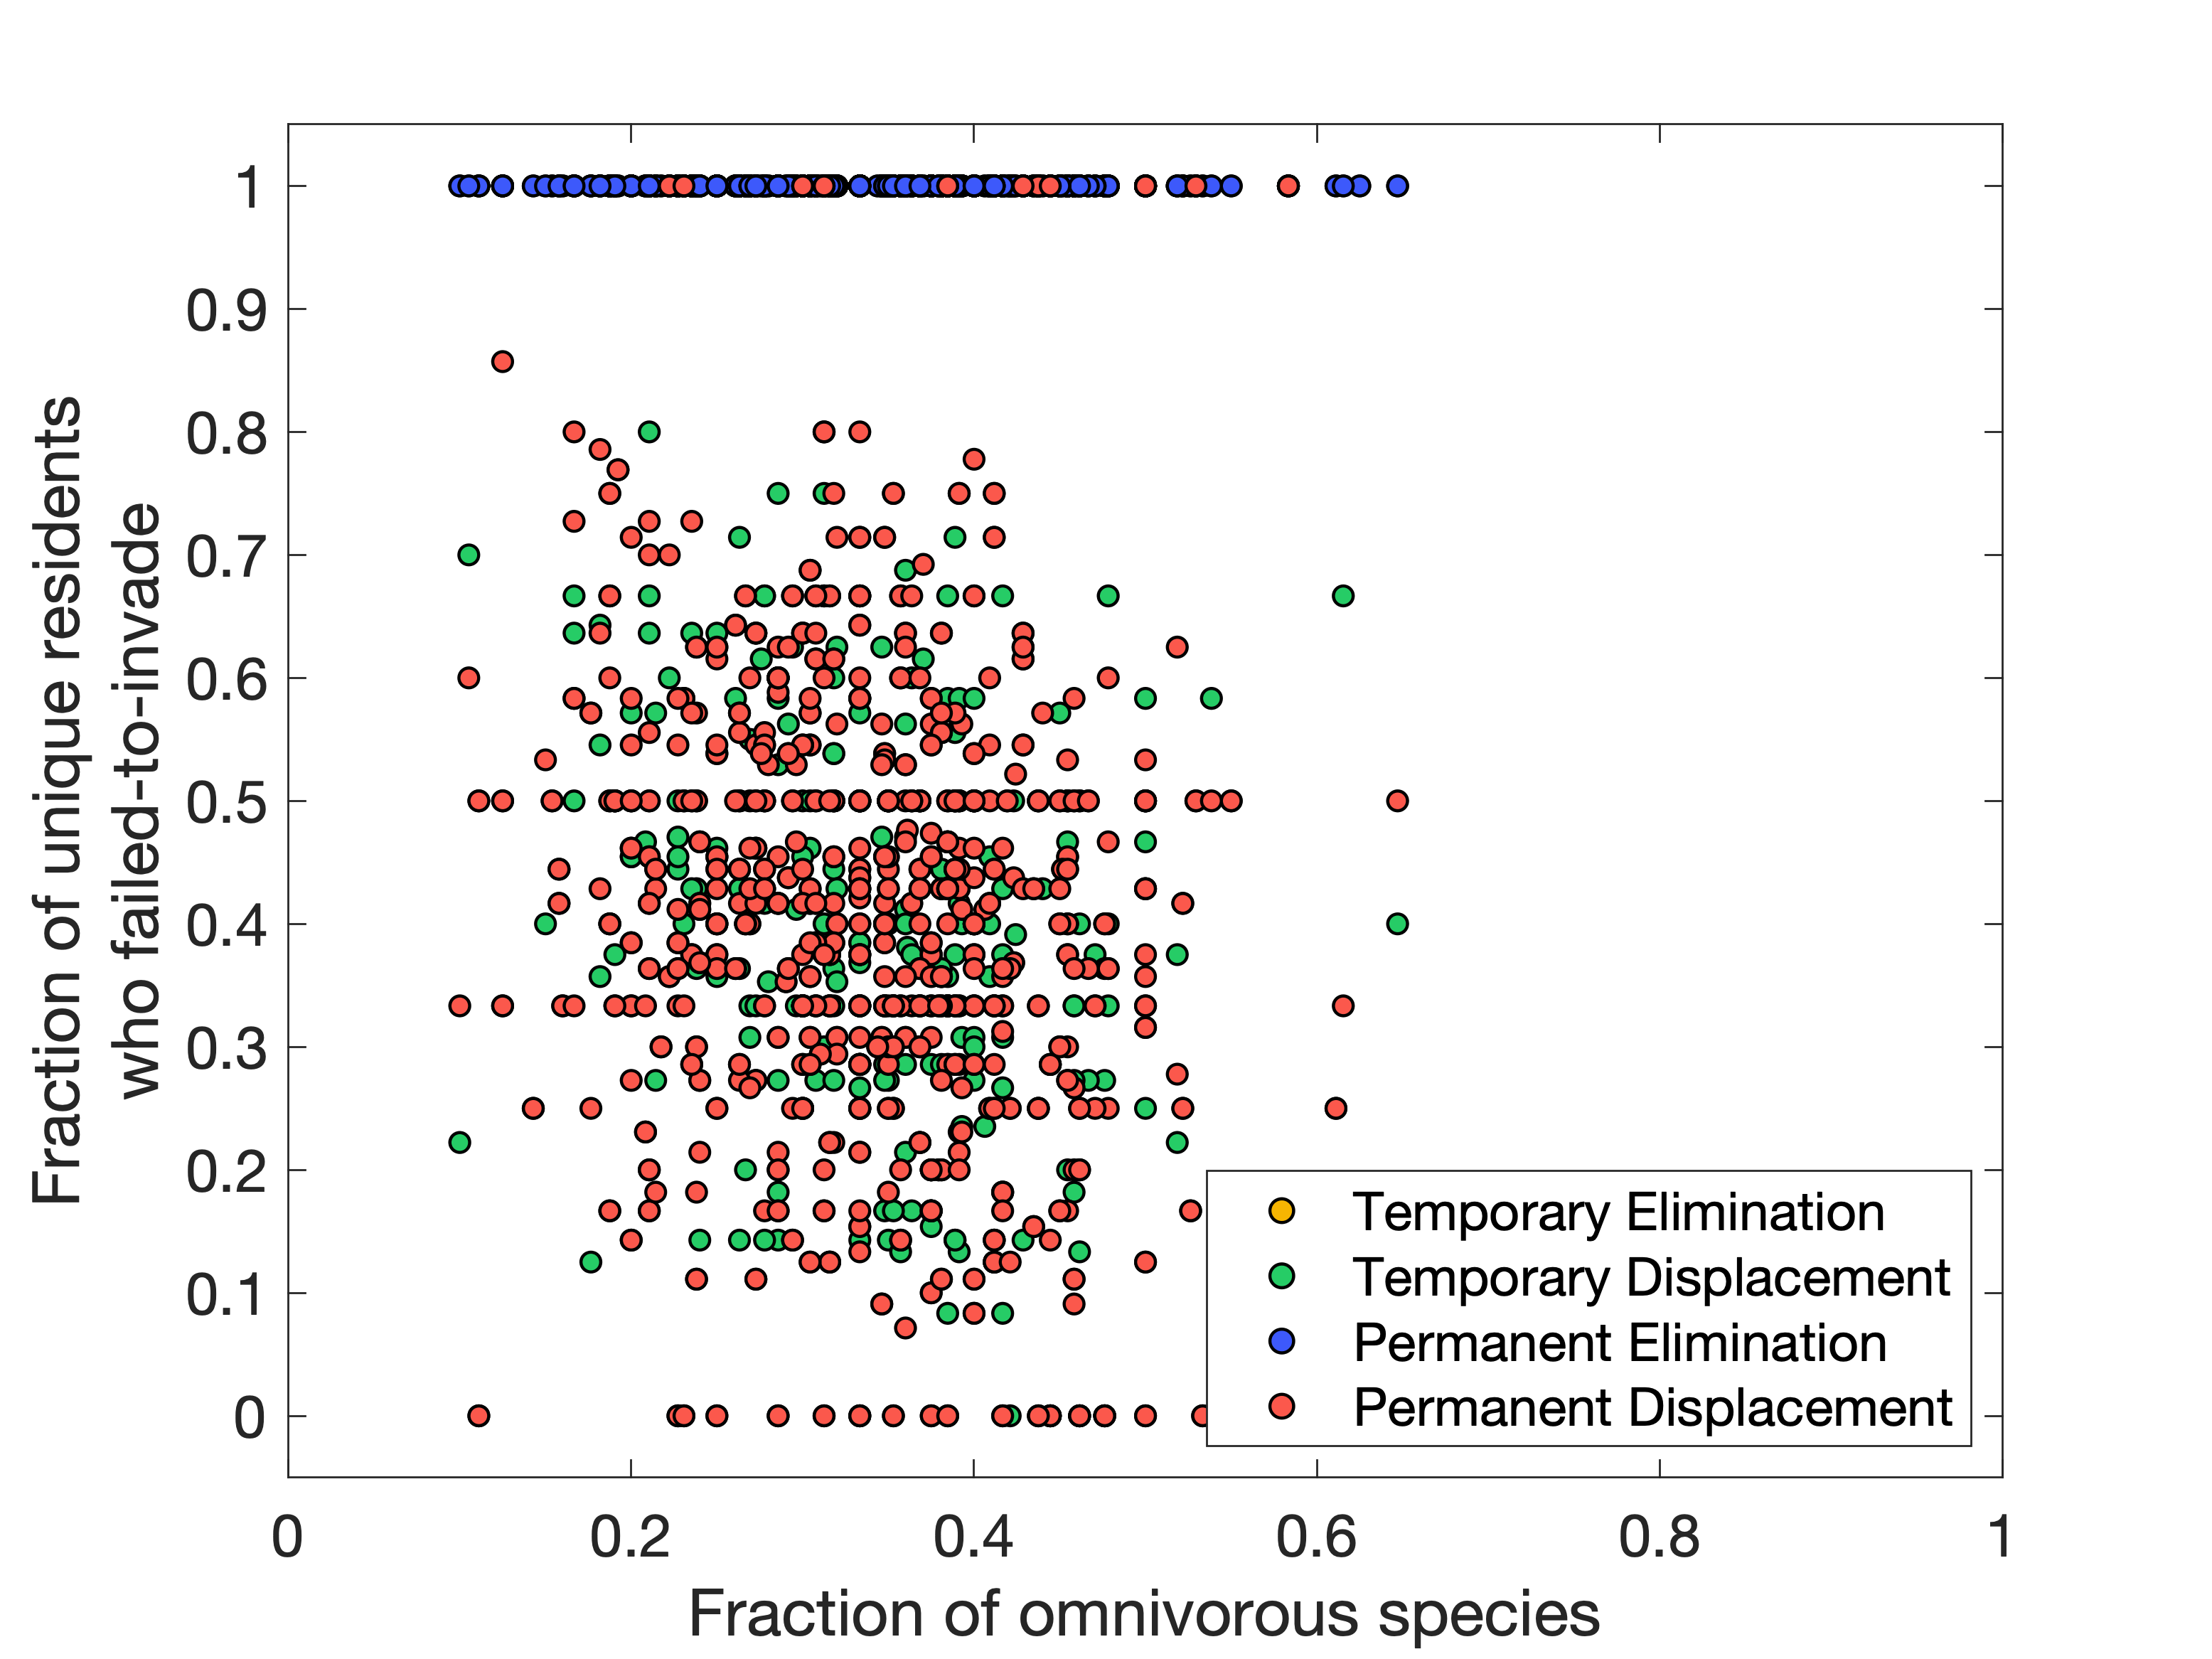 Fraction of unique residents
who failed-to-invade
1
0.9
0.8
0.7
0.6
0.5
0.4
0.3
0.2
0.1
0
Temporary Elimination
Temporary Displacement
Permanent Elimination
Permanent Displacement
0 0.2 0.4 0.6 0.8 1
Fraction of omnivorous species